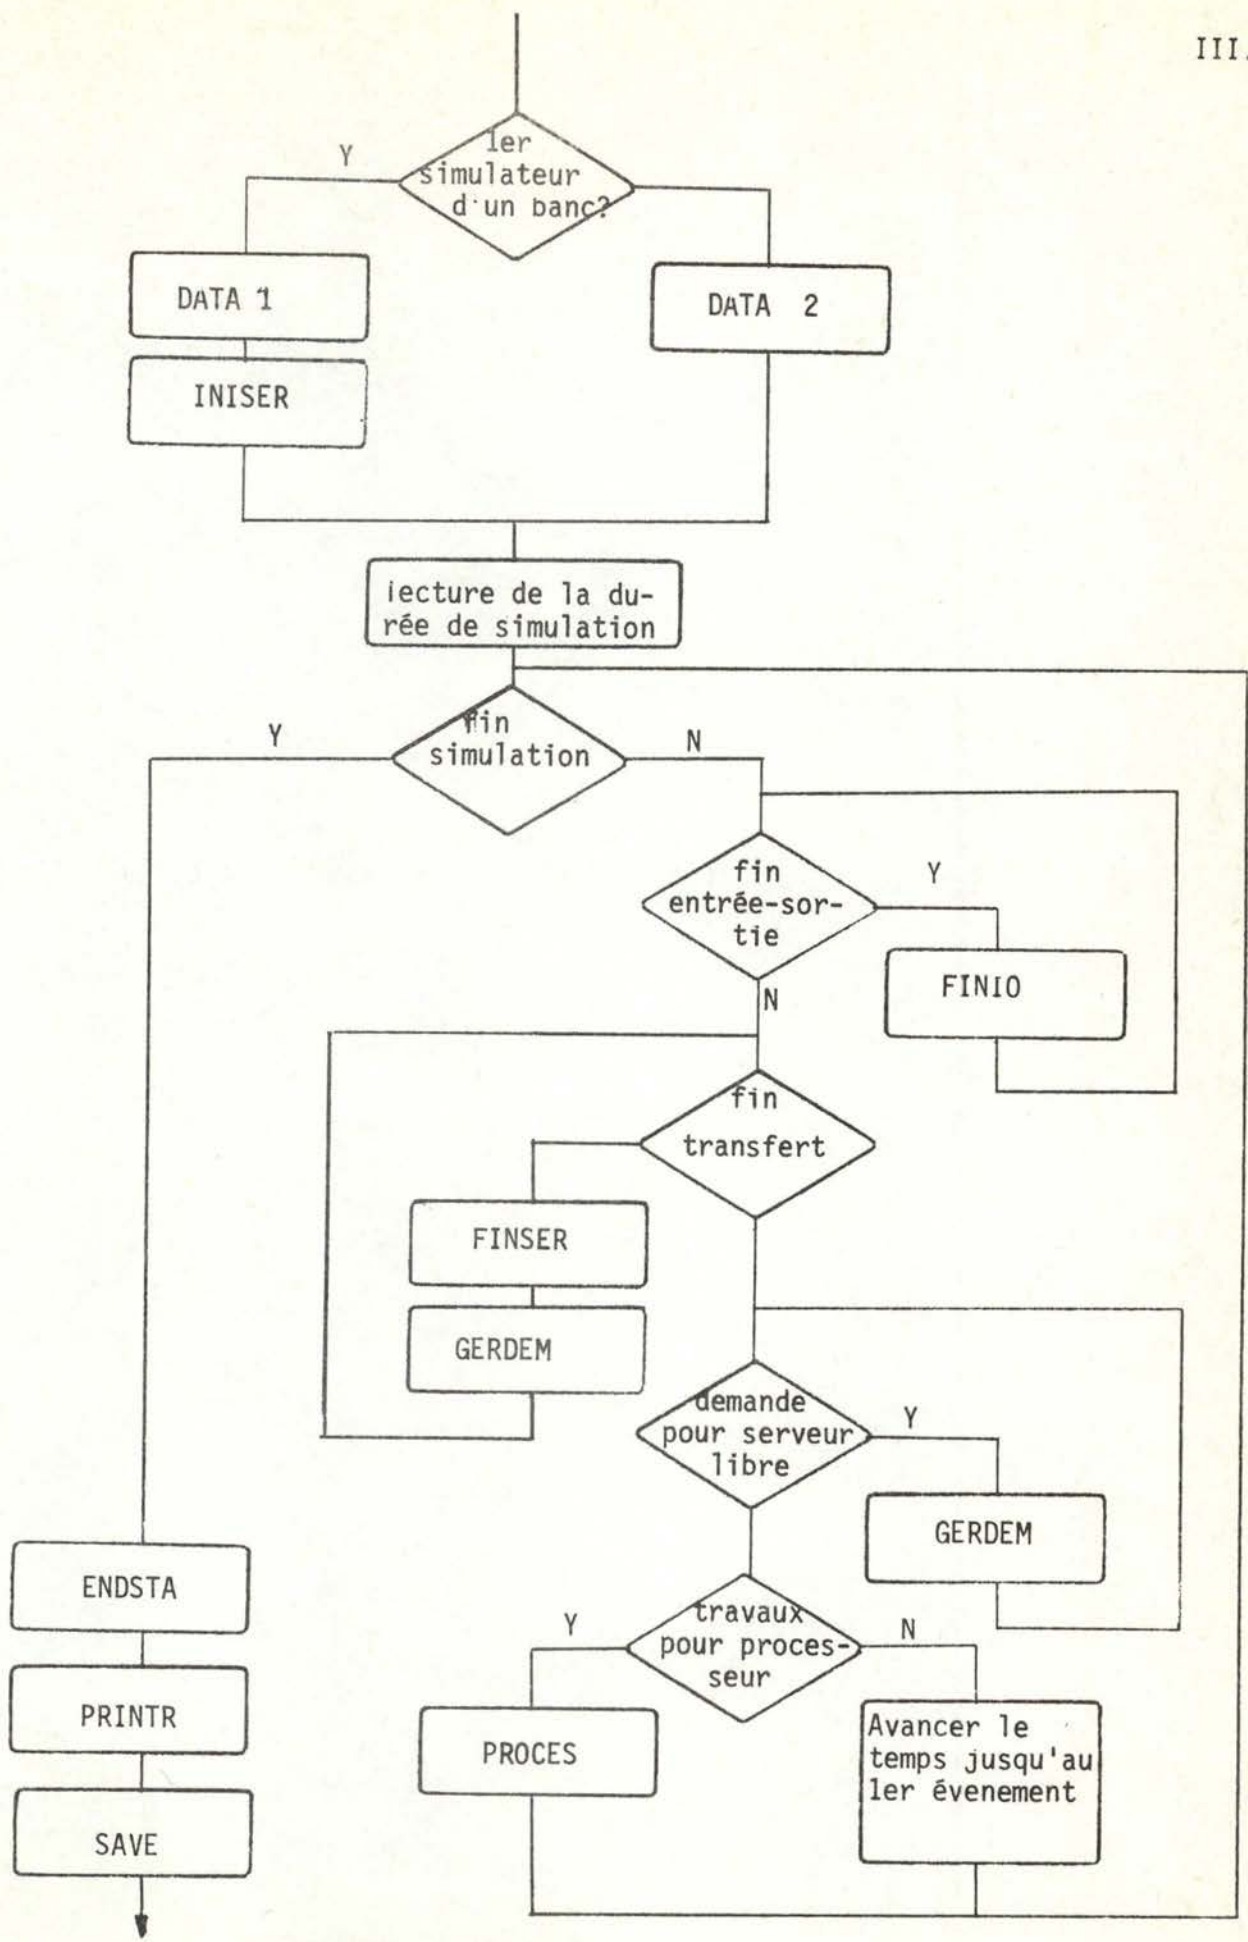 III.
1er
simulateur
d'un banc?
Y
DATA 1
DATA 2
INISER
lecture de la du-
rée de simulation
fin
simulation
Y
N
fin
entrée-sor-
tie
Y
FINIO
N
fin
transfert
FINSER
GERDEM
demande
pour serveur
libre
Y
GERDEM
travaux
pour proces-
seur
Y
N
PROCES
Avancer le
temps jusqu'au
1er évenement
ENDSTA
PRINTR
SAVE